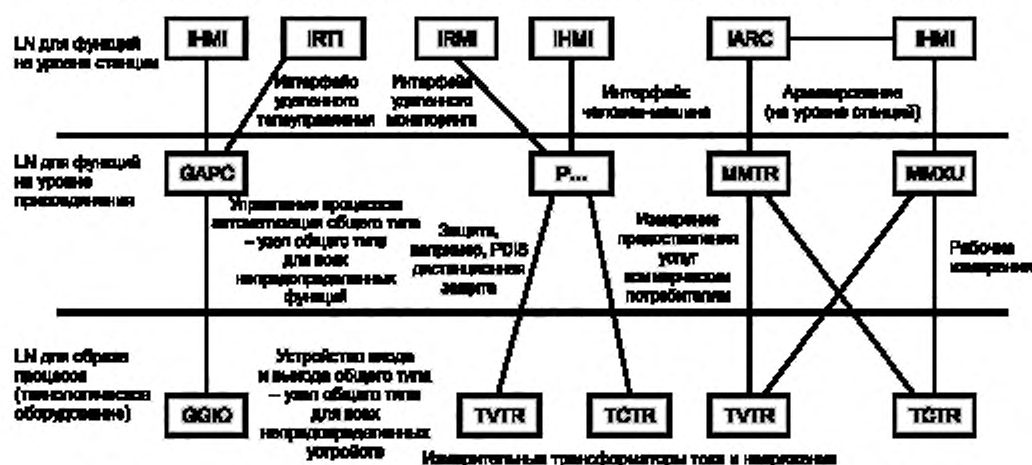 LN для функций
на уровне станции
IHMI
IRTI
IRMI
IHMI
IARC
IHMI
Интерфейс
удаленного
телеуправления
Интерфейс
удаленного
мониторинга
Интерфейс
человек-машина
Архивирование
(на уровне станций)
LN для функций
на уровне
присоединения
GAPC
P...
MMTR
MMXU
Управление процессом
автоматизации общего типа
– узел общего типа
для всех
непредопределенных
функций
Защита,
например, PDIS
дистанционная
защита
Измерение
предоставления
услуг
коммерческим
потребителям
Рабочие
измерения
LN для образа
процесса
(технологическое
оборудование)
GGIO
Устройство ввода
и вывода общего типа
– узел общего типа
для всех
непредопределенных
устройств
TVTR
TCTR
TVTR
TCTR
Измерительные трансформаторы тока и напряжения